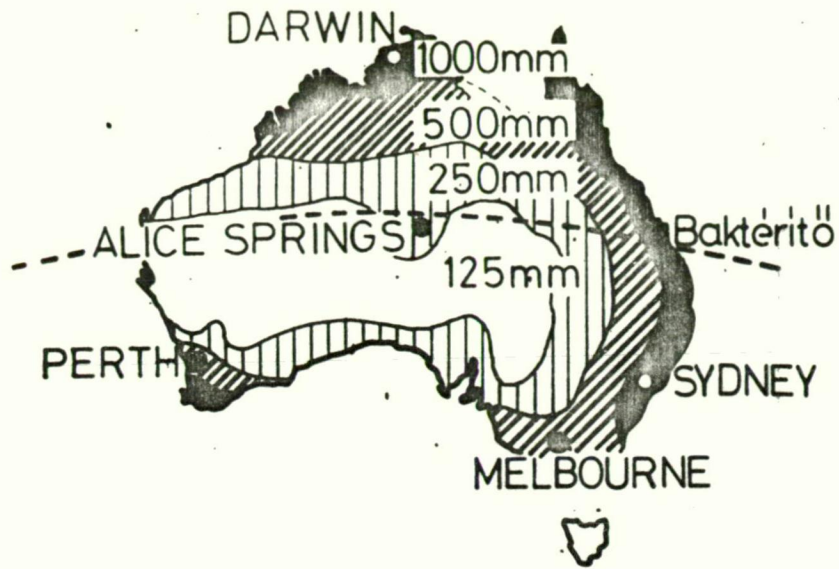 DARWIN
1000mm
500mm
250mm
ALICE SPRINGS
Baktérítő
125mm
PERTH
SYDNEY
MELBOURNE